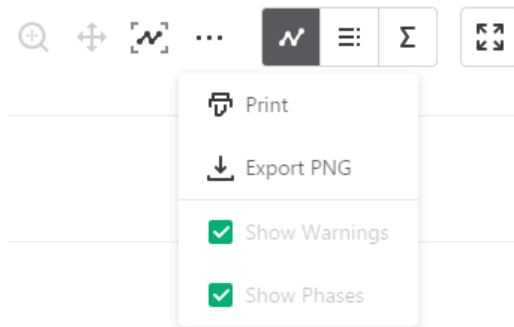 Σ
Print
Export PNG
Show Warnings
Show Phases